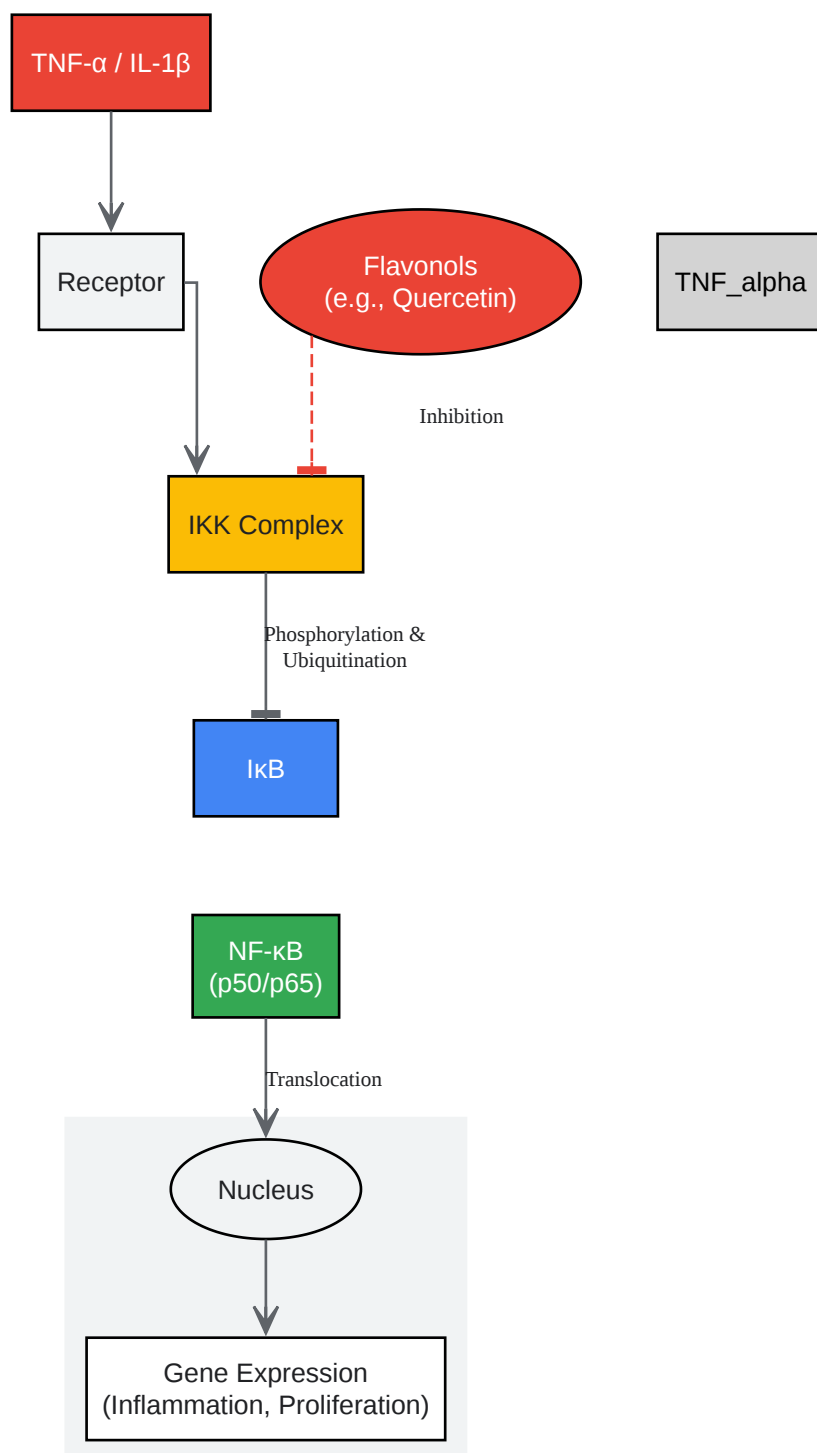 TNF-α / IL-1β
Receptor
Flavonols
(e.g., Quercetin)
TNF_alpha
Inhibition
IKK Complex
Phosphorylation &
Ubiquitination
IκB
NF-κB
(p50/p65)
Translocation
Nucleus
Gene Expression
(Inflammation, Proliferation)